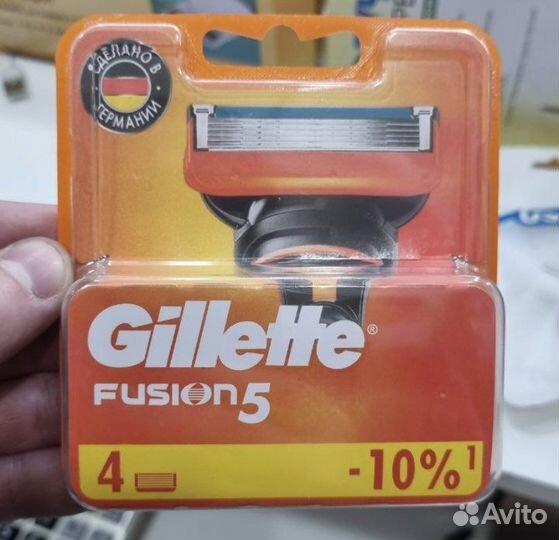 СДЕЛАНО В
ГЕРМАНИИ
Gillette®
FUSION5
4 -10%¹
Avito